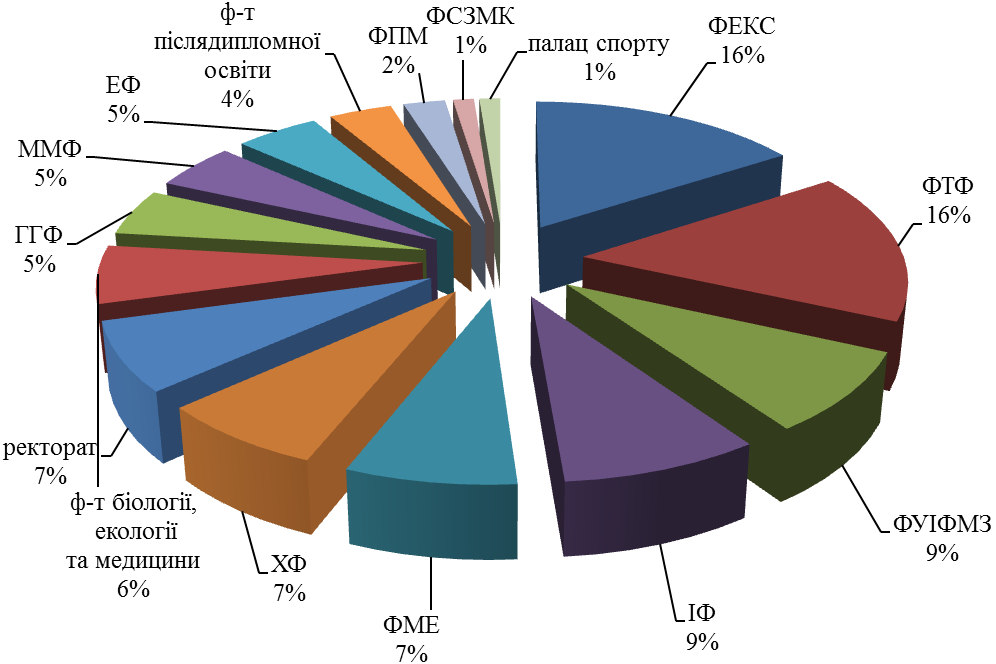 ФЕКС
16%
ФТФ
16%
ФУІФМЗ
9%
ІФ
9%
ФМЕ
7%
ХФ
7%
ректорат
7%
ф-т біології,
екології
та медицини
6%
ГГФ
5%
ММФ
5%
ЕФ
5%
ф-т
післядипломної
освіти
4%
ФПМ
2%
ФСЗМК
1%
палац спорту
1%